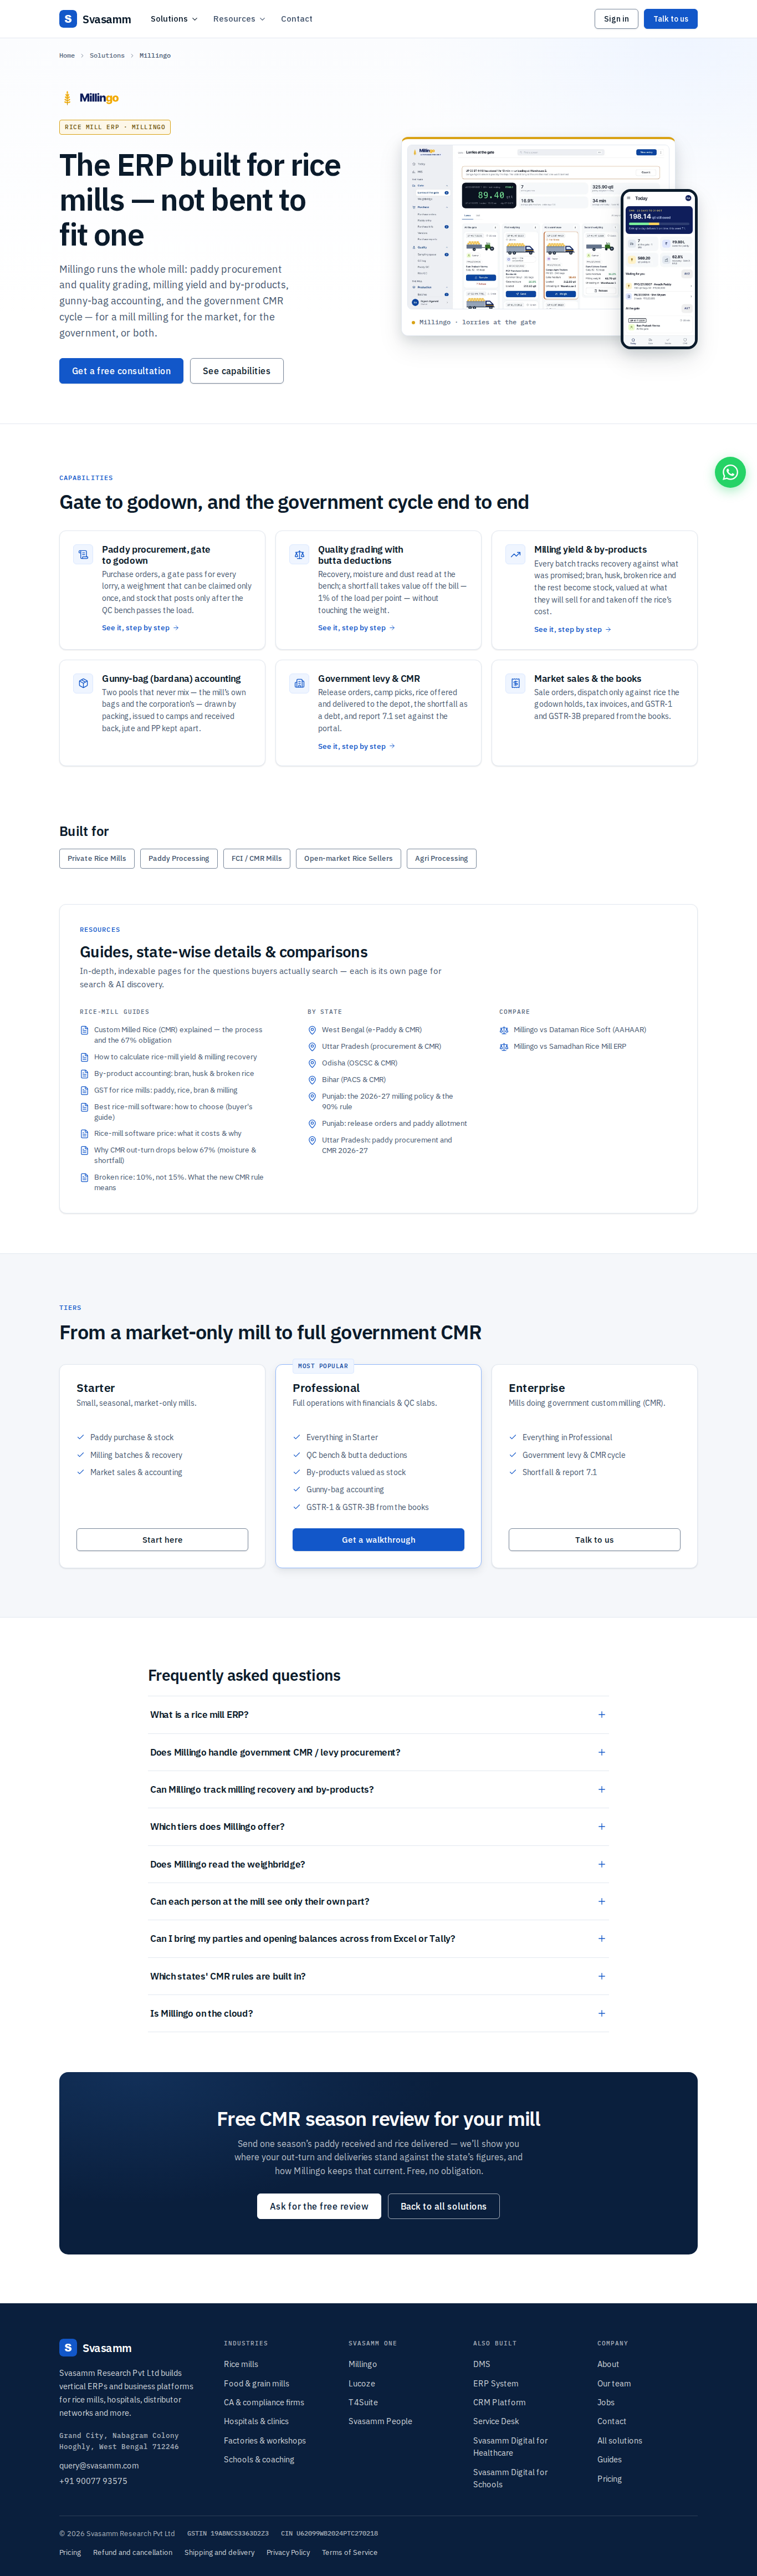 S Svasamm
Solutions
Resources
Contact
Sign in
Talk to us
Home > Solutions > Millingo
Millingo
RICE MILL ERP · MILLINGO
The ERP built for rice
mills — not bent to
fit one
Millingo runs the whole mill: paddy procurement
and quality grading, milling yield and by-products,
gunny-bag accounting, and the government CMR
cycle — for a mill milling for the market, for the
government, or both.
Get a free consultation
See capabilities
Millingo
Lorries at the gate
89.40
7
325.90 qtl
18.0%
34 min
Millingo · lorries at the gate
Today
198.14
CAPABILITIES
Gate to godown, and the government cycle end to end
Paddy procurement, gate
to godown
Purchase orders, a gate pass for every
lorry, a weighment that can be claimed only
once, and stock that posts only after the
QC bench passes the load.
See it, step by step →
Quality grading with
butta deductions
Recovery, moisture and dust read at the
bench; a shortfall takes value off the bill —
1% of the load per point — without
touching the weight.
See it, step by step →
Milling yield & by-products
Every batch tracks recovery against what
was promised; bran, husk, broken rice and
the rest become stock, valued at what
they will sell for and taken off the rice’s
cost.
See it, step by step →
Gunny-bag (bardana) accounting
Two pools that never mix — the mill’s own
bags and the corporation’s — drawn by
packing, issued to camps and received
back, jute and PP kept apart.
Government levy & CMR
Release orders, camp picks, rice offered
and delivered to the depot, the shortfall as
a debt, and report 7.1 set against the
portal.
See it, step by step →
Market sales & the books
Sale orders, dispatch only against rice the
godown holds, tax invoices, and GSTR-1
and GSTR-3B prepared from the books.
Built for
Private Rice Mills
Paddy Processing
FCI / CMR Mills
Open-market Rice Sellers
Agri Processing
RESOURCES
Guides, state-wise details & comparisons
In-depth, indexable pages for the questions buyers actually search — each is its own page for
search & AI discovery.
RICE-MILL GUIDES
Custom Milled Rice (CMR) explained — the process
and the 67% obligation
How to calculate rice-mill yield & milling recovery
By-product accounting: bran, husk & broken rice
GST for rice mills: paddy, rice, bran & milling
Best rice-mill software: how to choose (buyer’s
guide)
Rice-mill software price: what it costs & why
Why CMR out-turn drops below 67% (moisture &
shortfall)
Broken rice: 10%, not 15%. What the new CMR rule
means
BY STATE
West Bengal (e-Paddy & CMR)
Uttar Pradesh (procurement & CMR)
Odisha (OSCSC & CMR)
Bihar (PACS & CMR)
Punjab: the 2026-27 milling policy & the
90% rule
Punjab: release orders and paddy allotment
Uttar Pradesh: paddy procurement and
CMR 2026-27
COMPARE
Millingo vs Dataman Rice Soft (AAHAR)
Millingo vs Samadhan Rice Mill ERP
TIERS
From a market-only mill to full government CMR
Starter
Small, seasonal, market-only mills.
Paddy purchase & stock
Milling batches & recovery
Market sales & accounting
Start here
MOST POPULAR
Professional
Full operations with financials & QC slabs.
Everything in Starter
QC bench & butta deductions
By-products valued as stock
Gunny-bag accounting
GSTR-1 & GSTR-3B from the books
Get a walkthrough
Enterprise
Mills doing government custom milling (CMR).
Everything in Professional
Government levy & CMR cycle
Shortfall & report 7.1
Talk to us
Frequently asked questions
What is a rice mill ERP?
Does Millingo handle government CMR / levy procurement?
Can Millingo track milling recovery and by-products?
Which tiers does Millingo offer?
Does Millingo read the weighbridge?
Can each person at the mill see only their own part?
Can I bring my parties and opening balances across from Excel or Tally?
Which states' CMR rules are built in?
Is Millingo on the cloud?
Free CMR season review for your mill
Send one season’s paddy received and rice delivered — we’ll show you
where your out-turn and deliveries stand against the state’s figures, and
how Millingo keeps that current. Free, no obligation.
Ask for the free review
Back to all solutions
S Svasamm
Svasamm Research Pvt Ltd builds
vertical ERPs and business platforms
for rice mills, hospitals, distributor
networks and more.
Grand City, Nabagram Colony
Hooghly, West Bengal 712246
query@svasamm.com
+91 90077 93575
INDUSTRIES
Rice mills
Food & grain mills
CA & compliance firms
Hospitals & clinics
Factories & workshops
Schools & coaching
SVASAMM ONE
Millingo
Lucoze
T4Suite
Svasamm People
ALSO BUILT
DMS
ERP System
CRM Platform
Service Desk
Svasamm Digital for
Healthcare
Svasamm Digital for
Schools
COMPANY
About
Our team
Jobs
Contact
All solutions
Guides
Pricing
© 2026 Svasamm Research Pvt Ltd
GSTIN 19ABNCS3363D2Z3
CIN U62099WB2024PTC270218
Pricing
Refund and cancellation
Shipping and delivery
Privacy Policy
Terms of Service